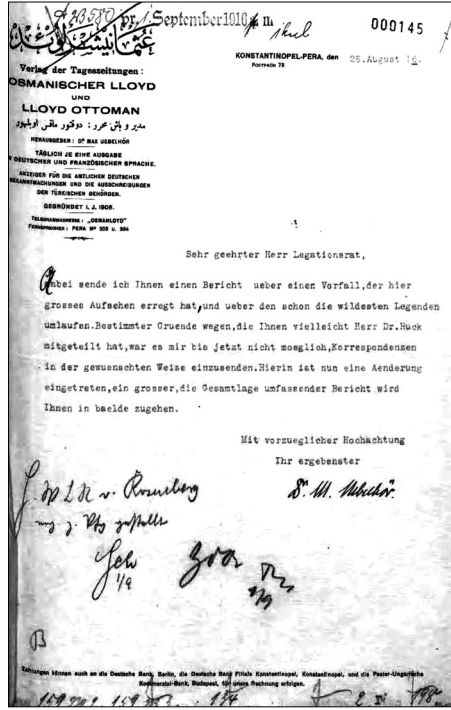 A 23580 pr. 1. September 1916 p.m.
000145
عثمانیشر لوئد
KONSTANTINOPEL-PERA, den 28.August 16.
POSTFACH 73
Verlag der Tageszeitungen:
OSMANISCHER LLOYD
UND
LLOYD OTTOMAN
HERAUSGEBER: Dr MAX UEBELHÖR
TÄGLICH JE EINE AUSGABE
DEUTSCHER UND FRANZÖSISCHER SPRACHE.
ANZEIGER FÜR DIE AMTLICHEN DEUTSCHEN
BEKANNTMACHUNGEN UND DIE AUSSCHREIBUNGEN
DER TÜRKISCHEN BEHÖRDEN.
GEGRÜNDET I. J. 1908.
TELEGRAMMADRESSE: „OSMANLOYD"
FERNSPRECHER: PERA Nº 203 U. 204
Sehr geehrter Herr Legationsrat,
Anbei sende ich Ihnen einen Bericht ueber einen Vorfall,der hier
grosses Aufsehen erregt hat,und ueber den schon die wildesten Legenden
umlaufen.Bestimmter Gruende wegen,die Ihnen vielleicht Herr Dr.Huck
mitgeteilt hat,war es mir bis jetzt nicht moeglich,Korrespondenzen
in der gewuenschten Weise einzusenden.Hierin ist nun eine Aenderung
eingetreten,ein grosser,die Gesamtlage umfassender Bericht wird
Ihnen in baelde zugehen.
Mit vorzueglicher Hochachtung
Ihr ergebenster
Dr. M. Uebelhör.
v. Rosenberg
1/9
Zahlungen können auch an die Deutsche Bank, Berlin, die Deutsche Bank Filiale Konstantinopel, Konstantinopel, und die Pester-Ungarische
Kommerzial-Bank, Budapest, für unsere Rechnung erfolgen.